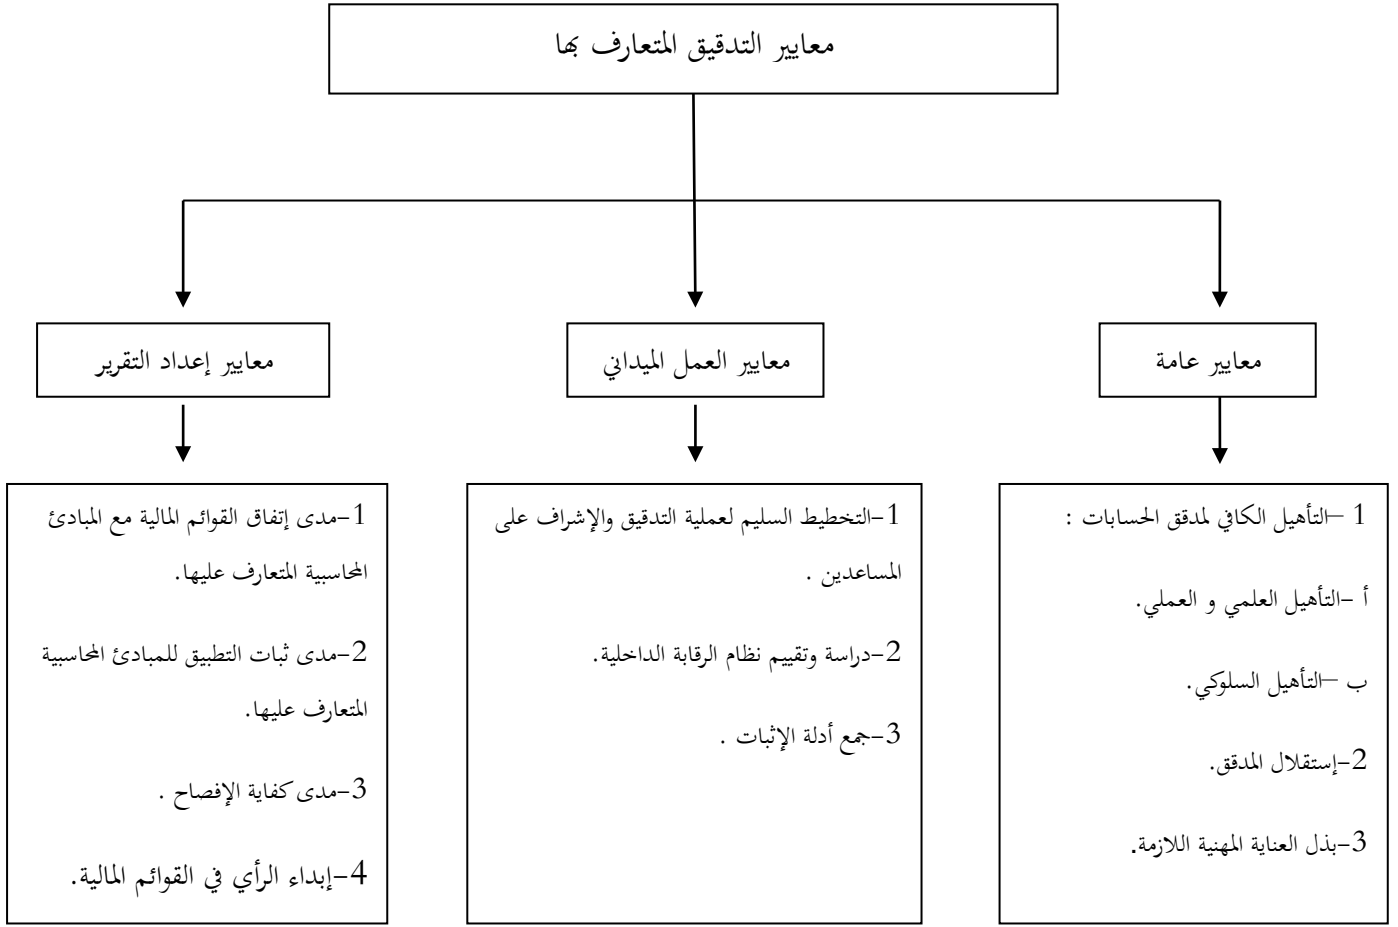 معايير التدقيق المتعارف بها
معايير عامة
معايير العمل الميداني
معايير إعداد التقرير
1 –التأهيل الكافي لمدقق الحسابات :
أ –التأهيل العلمي و العملي.
ب –التأهيل السلوكي.
2-إستقلال المدقق.
3-بذل العناية المهنية اللازمة.
1-التخطيط السليم لعملية التدقيق والإشراف على
المساعدين .
2-دراسة وتقييم نظام الرقابة الداخلية.
3-جمع أدلة الإثبات .
1-مدى إتفاق القوائم المالية مع المبادئ
المحاسبية المتعارف عليها.
2-مدى ثبات التطبيق للمبادئ المحاسبية
المتعارف عليها.
3-مدى كفاية الإفصاح .
4-إبداء الرأي في القوائم المالية.